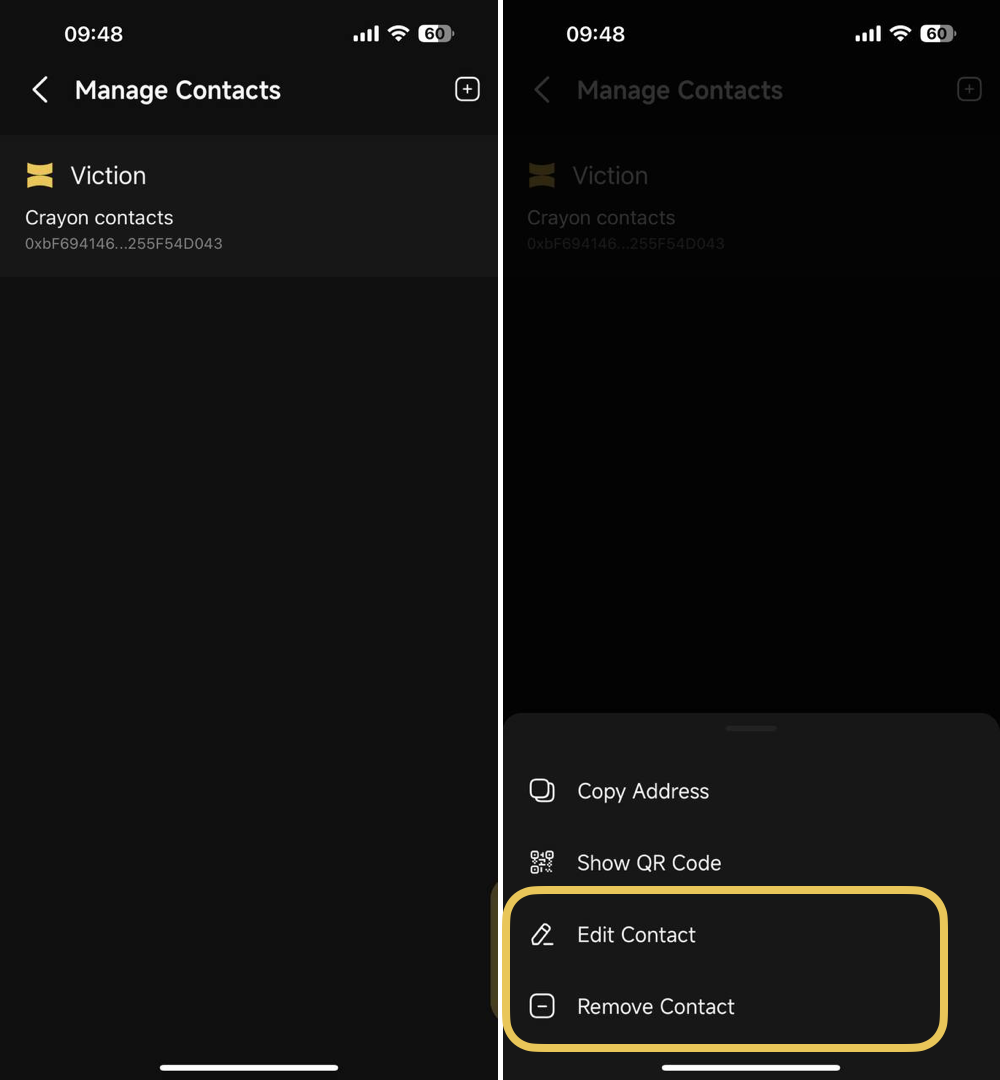 09:48
60
Manage Contacts
Viction
Crayon contacts
0xbF694146...255F54D043
09:48
60
Manage Contacts
Viction
Crayon contacts
0xbF694146...255F54D043
Copy Address
Show QR Code
Edit Contact
Remove Contact